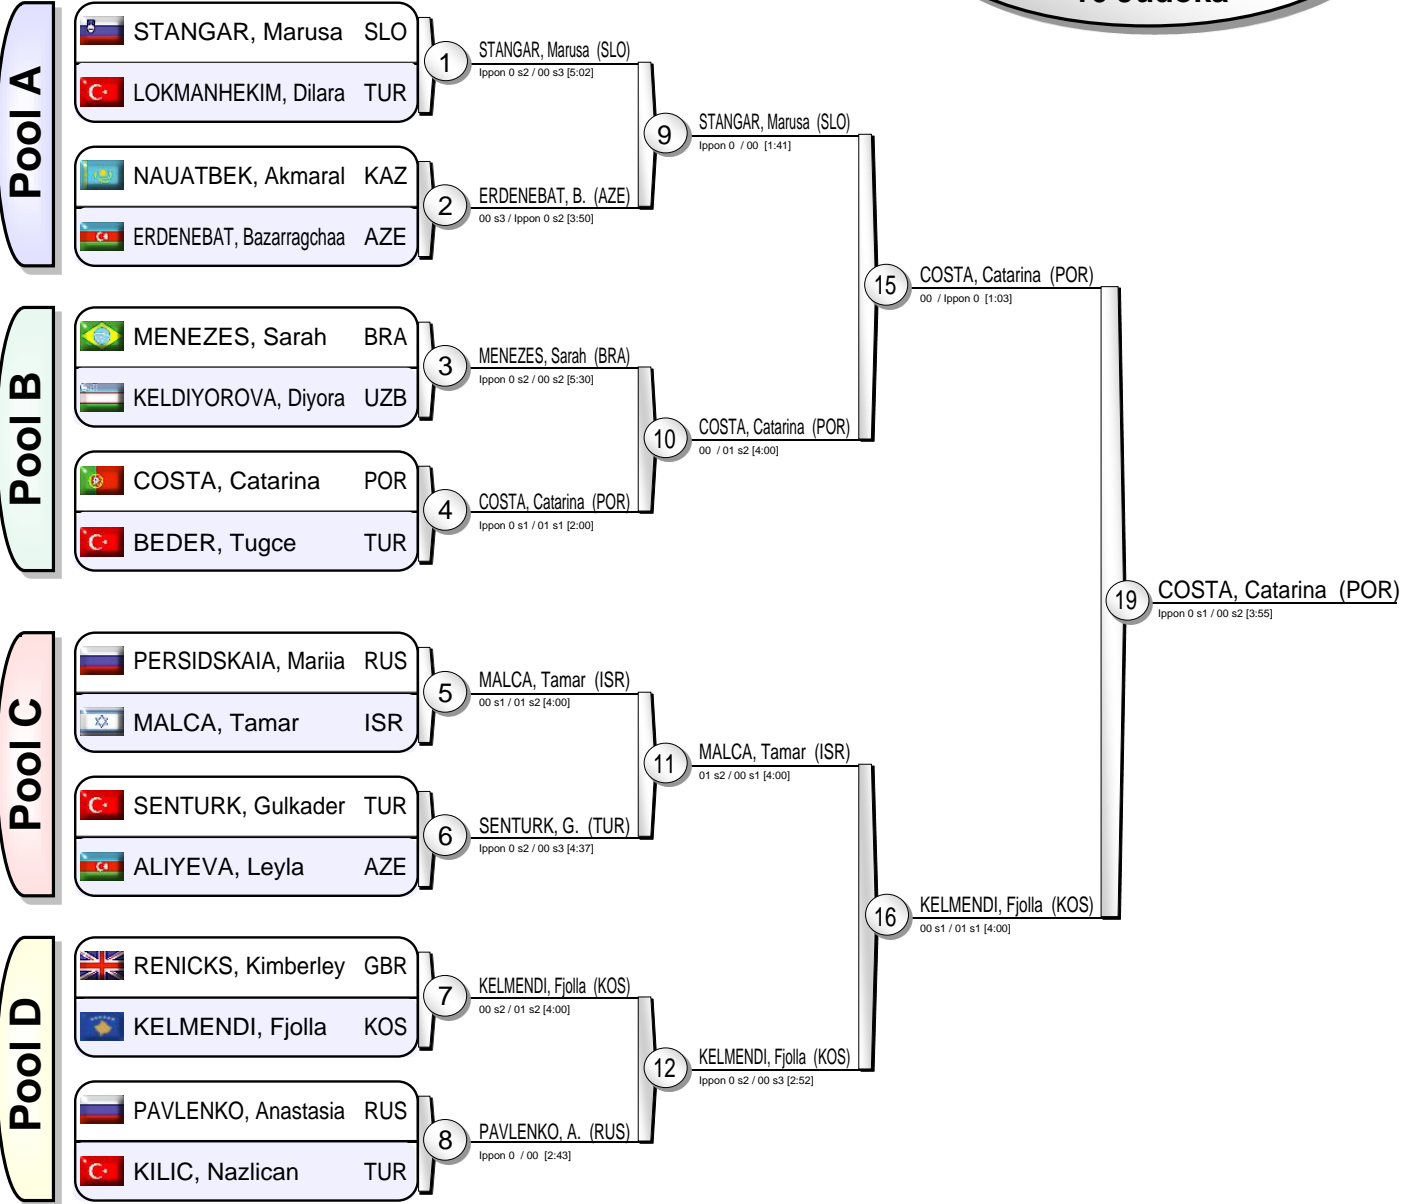 16 Judoka
Pool A
STANGAR, Marusa SLO
LOKMANHEKIM, Dilara TUR
NAUATBEK, Akmaral KAZ
ERDENEBAT, Bazarragchaa AZE
Pool B
MENEZES, Sarah BRA
KELDIYOROVA, Diyora UZB
COSTA, Catarina POR
BEDER, Tugce TUR
Pool C
PERSIDSKAIA, Mariia RUS
MALCA, Tamar ISR
SENTURK, Gulkader TUR
ALIYEVA, Leyla AZE
Pool D
RENICKS, Kimberley GBR
KELMENDI, Fjolla KOS
PAVLENKO, Anastasia RUS
KILIC, Nazlican TUR
1 STANGAR, Marusa (SLO)
Ippon 0 s2 / 00 s3 [5:02]
2 ERDENEBAT, B. (AZE)
00 s3 / Ippon 0 s2 [3:50]
3 MENEZES, Sarah (BRA)
Ippon 0 s2 / 00 s2 [5:30]
4 COSTA, Catarina (POR)
Ippon 0 s1 / 01 s1 [2:00]
5 MALCA, Tamar (ISR)
00 s1 / 01 s2 [4:00]
6 SENTURK, G. (TUR)
Ippon 0 s2 / 00 s3 [4:37]
7 KELMENDI, Fjolla (KOS)
00 s2 / 01 s2 [4:00]
8 PAVLENKO, A. (RUS)
Ippon 0 / 00 [2:43]
9 STANGAR, Marusa (SLO)
Ippon 0 / 00 [1:41]
10 COSTA, Catarina (POR)
00 / 01 s2 [4:00]
11 MALCA, Tamar (ISR)
01 s2 / 00 s1 [4:00]
12 KELMENDI, Fjolla (KOS)
Ippon 0 s2 / 00 s3 [2:52]
15 COSTA, Catarina (POR)
00 / Ippon 0 [1:03]
16 KELMENDI, Fjolla (KOS)
00 s1 / 01 s1 [4:00]
19 COSTA, Catarina (POR)
Ippon 0 s1 / 00 s2 [3:55]